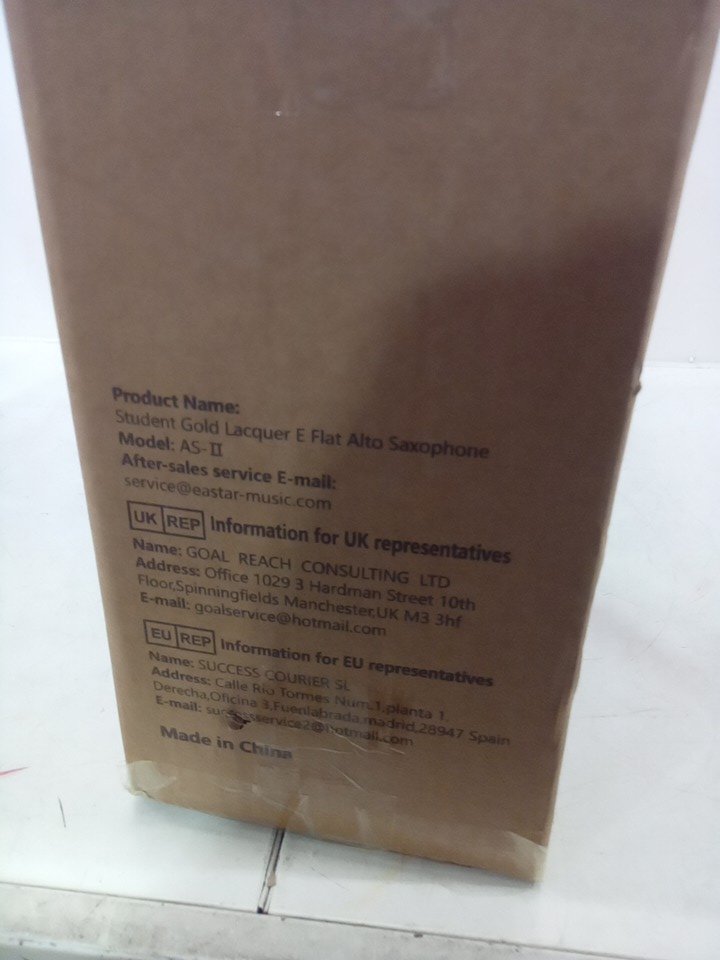 Product Name:
Student Gold Lacquer E Flat Alto Saxophone
Model: AS-II
After-sales service E-mail:
service@eastar-music.com
UK REP Information for UK representatives
Name: GOAL REACH CONSULTING LTD
Address: Office 1029 3 Hardman Street 10th
Floor,Spinningfields Manchester,UK M3 3hf
E-mail: goalservice@hotmail.com
EU REP Information for EU representatives
Name: SUCCESS COURIER SL
Address: Calle Rio Tormes Num,1,planta 1,
Derecha,Oficina 3,Fuenlabrada,madrid,28947 Spain
E-mail: successservice2@hotmail.com
Made in China